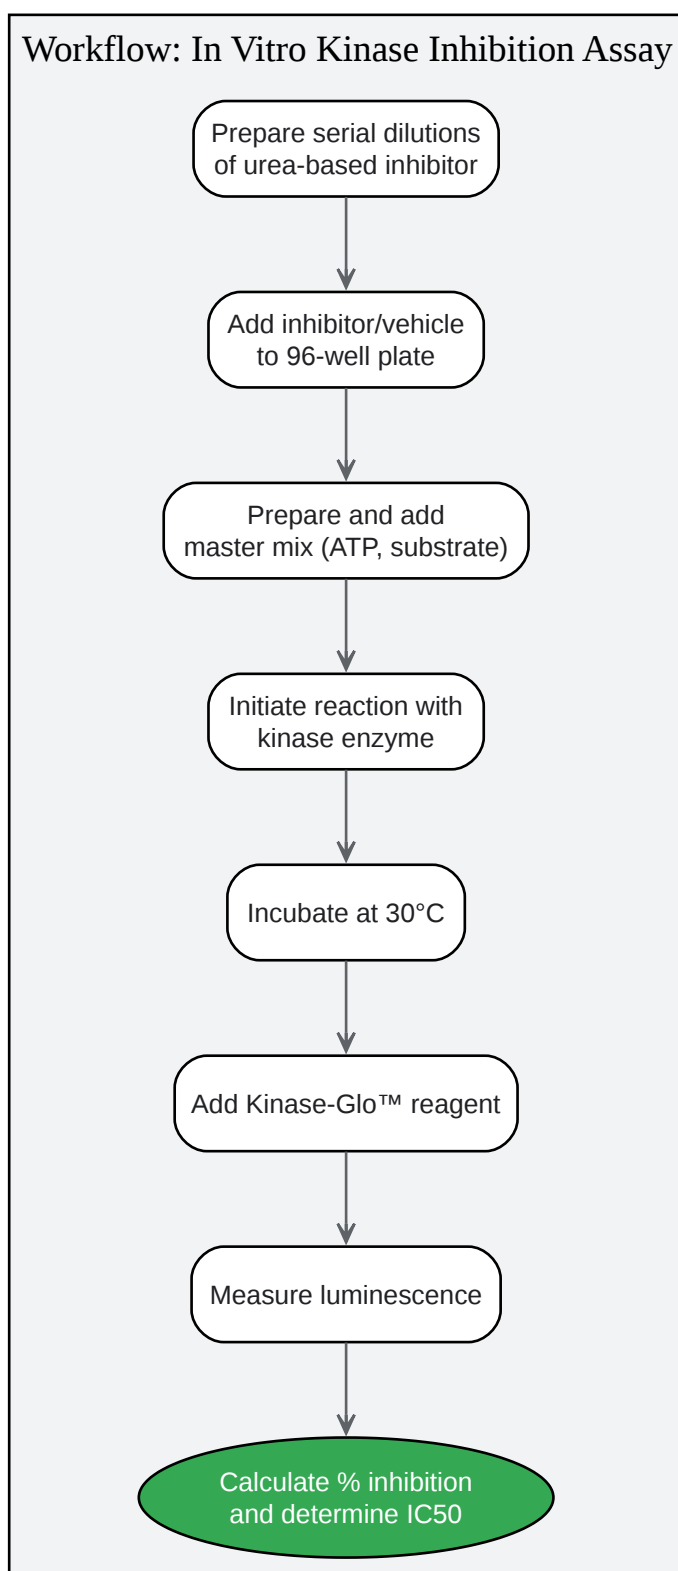 Workflow: In Vitro Kinase Inhibition Assay
Prepare serial dilutions
of urea-based inhibitor
Add inhibitor/vehicle
to 96-well plate
Prepare and add
master mix (ATP, substrate)
Initiate reaction with
kinase enzyme
Incubate at 30°C
Add Kinase-Glo™ reagent
Measure luminescence
Calculate % inhibition
and determine IC50